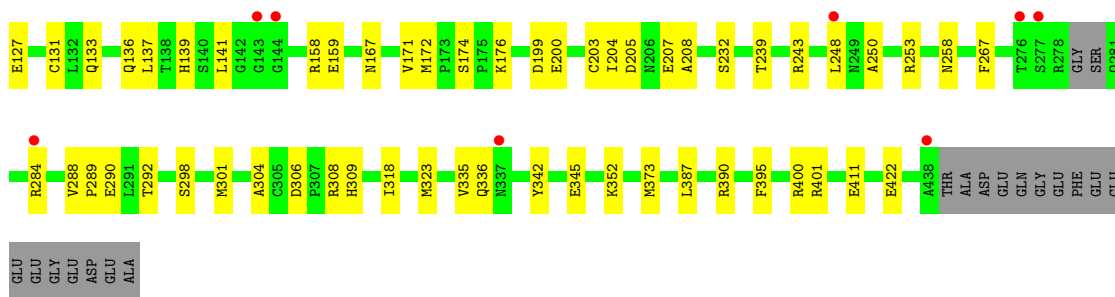 E127 C131 L132 Q133 Q136 L137 T138 H139 S140 L141 G142 G143 G144 R158 E159 N167 V171 M172 P173 S174 P175 K176 D199 E200 C203 I204 D205 N206 E207 A208 S232 T239 R243 L248 N249 A250 R253 N258 F267 T276 S277 R278 GLY SER
R284 V288 P289 E290 L291 T292 S298 M301 A304 C305 D306 P307 R308 H309 I318 M323 V335 Q336 N337 Y342 E345 K352 M373 L387 R390 F395 R400 R401 E411 E422 A438 THR ALA ASP GLU GLN GLY GLU PHE GLU
GLU GLU GLY GLU ASP GLU ALA